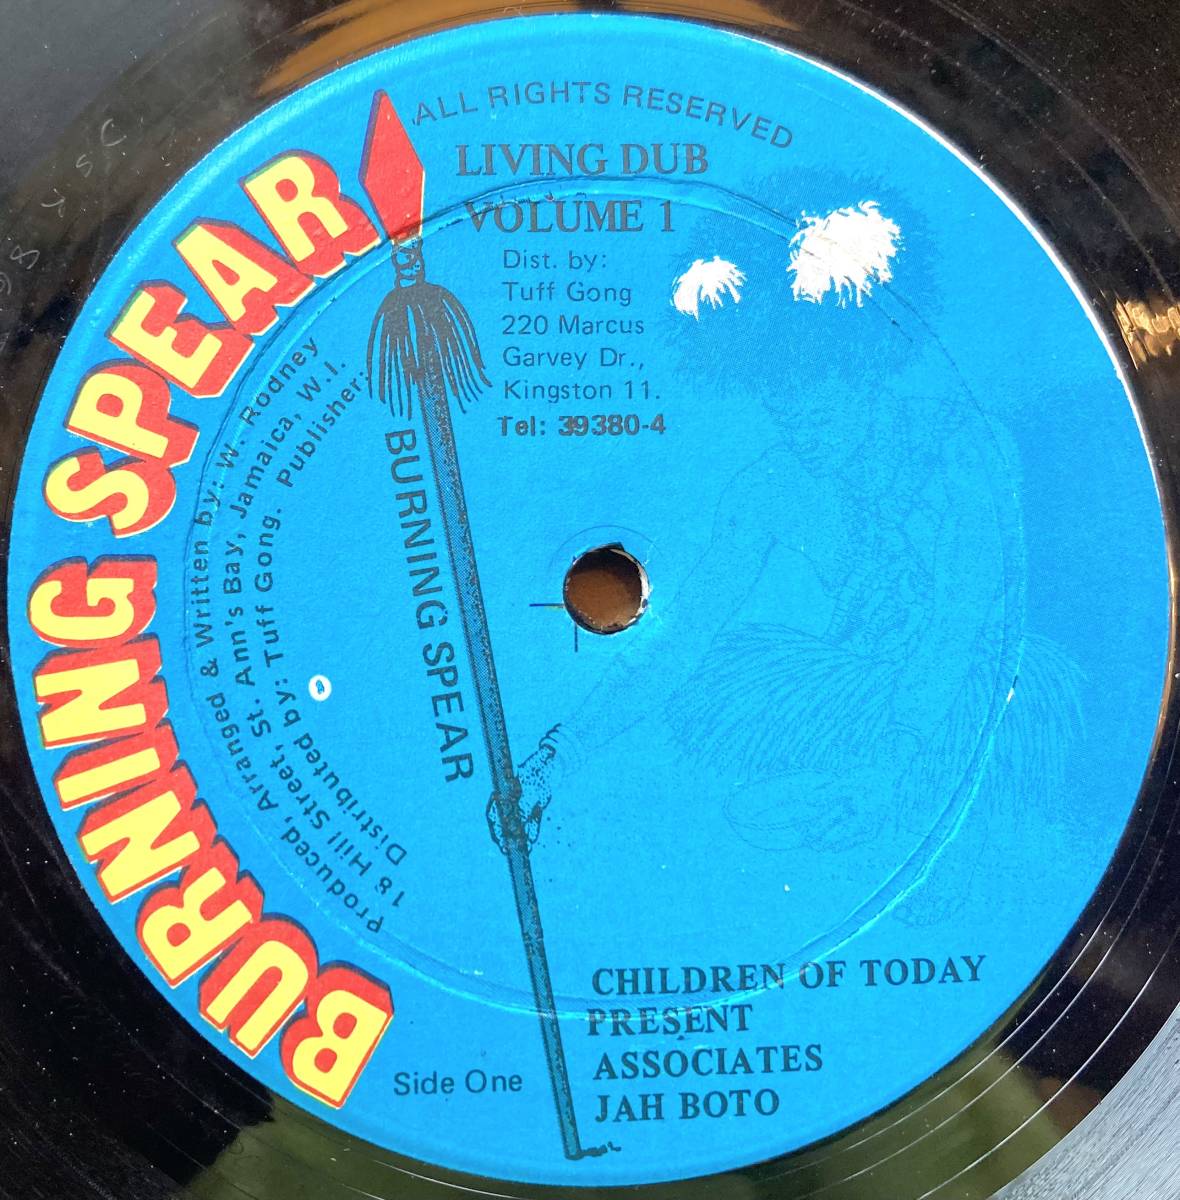 ALL RIGHTS RESERVED
LIVING DUB
VOLUME 1
Dist. by:
Tuff Gong
220 Marcus
Garvey Dr.,
Kingston 11.
Tel: 39380-4
BURNING SPEAR
Produced, Arranged & Written by: W. Rodney
18 Hill Street, St. Ann's Bay, Jamaica, W.I.
Distributed by: Tuff Gong. Publisher:
BURNING SPEAR
Side One
CHILDREN OF TODAY
PRESENT
ASSOCIATES
JAH BOTO